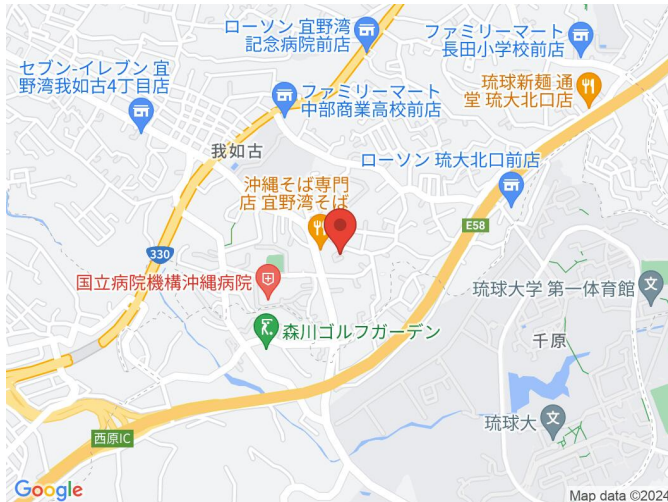 ローソン 宜野湾
記念病院前店
ファミリーマート
長田小学校前店
セブン-イレブン 宜
野湾我如古4丁目店
ファミリーマート
中部商業高校前店
琉球新麺 通
堂 琉大北口店
我如古
ローソン 琉大北口前店
沖縄そば専門
店 宜野湾そば
E58
330
国立病院機構沖縄病院
琉球大学 第一体育館
森川ゴルフガーデン
千原
琉球大
西原IC
Google
Map data ©2024